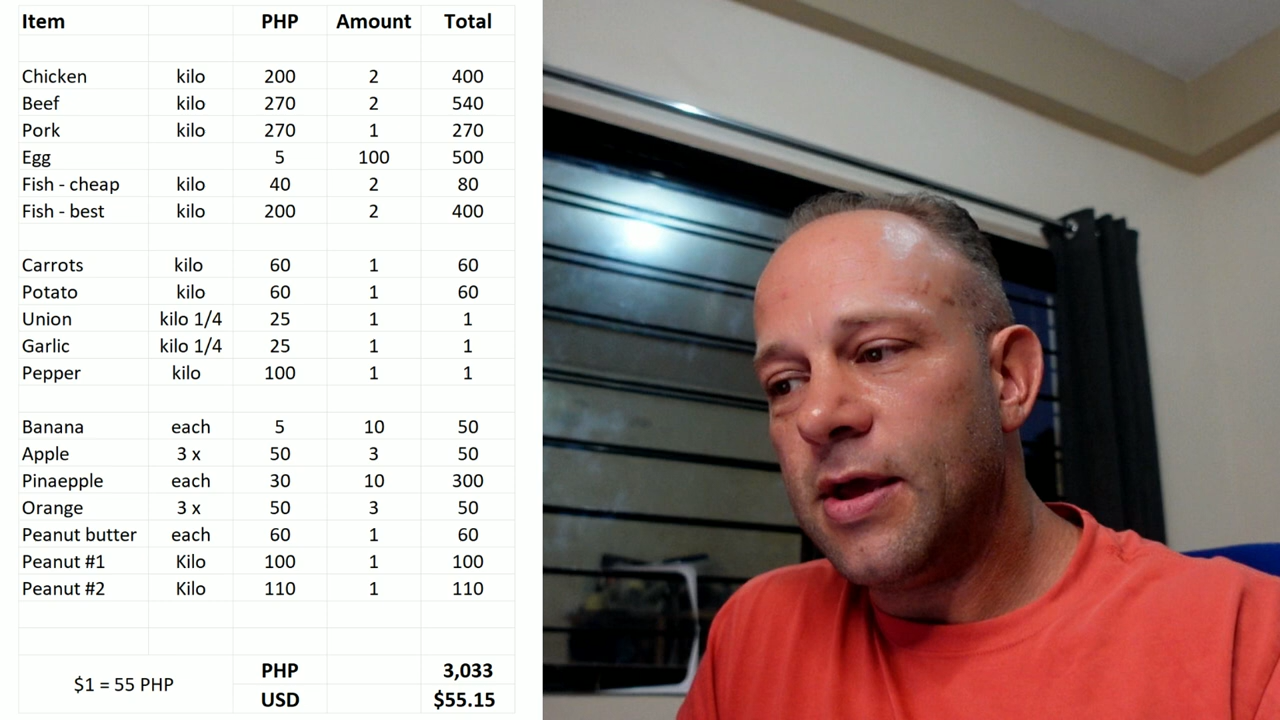 Item PHP Amount Total
Chicken kilo 200 2 400
Beef kilo 270 2 540
Pork kilo 270 1 270
Egg 5 100 500
Fish - cheap kilo 40 2 80
Fish - best kilo 200 2 400
Carrots kilo 60 1 60
Potato kilo 60 1 60
Union kilo 1/4 25 1 1
Garlic kilo 1/4 25 1 1
Pepper kilo 100 1 1
Banana each 5 10 50
Apple 3 x 50 3 50
Pinaepple each 30 10 300
Orange 3 x 50 3 50
Peanut butter each 60 1 60
Peanut #1 Kilo 100 1 100
Peanut #2 Kilo 110 1 110
$1 = 55 PHP
PHP 3,033
USD $55.15